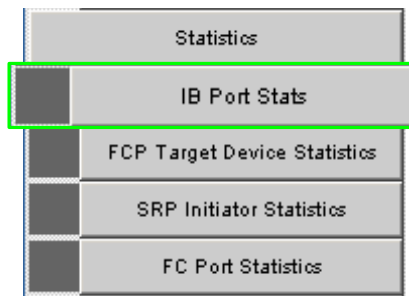 Statistics
IB Port Stats
FCP Target Device Statistics
SRP Initiator Statistics
FC Port Statistics